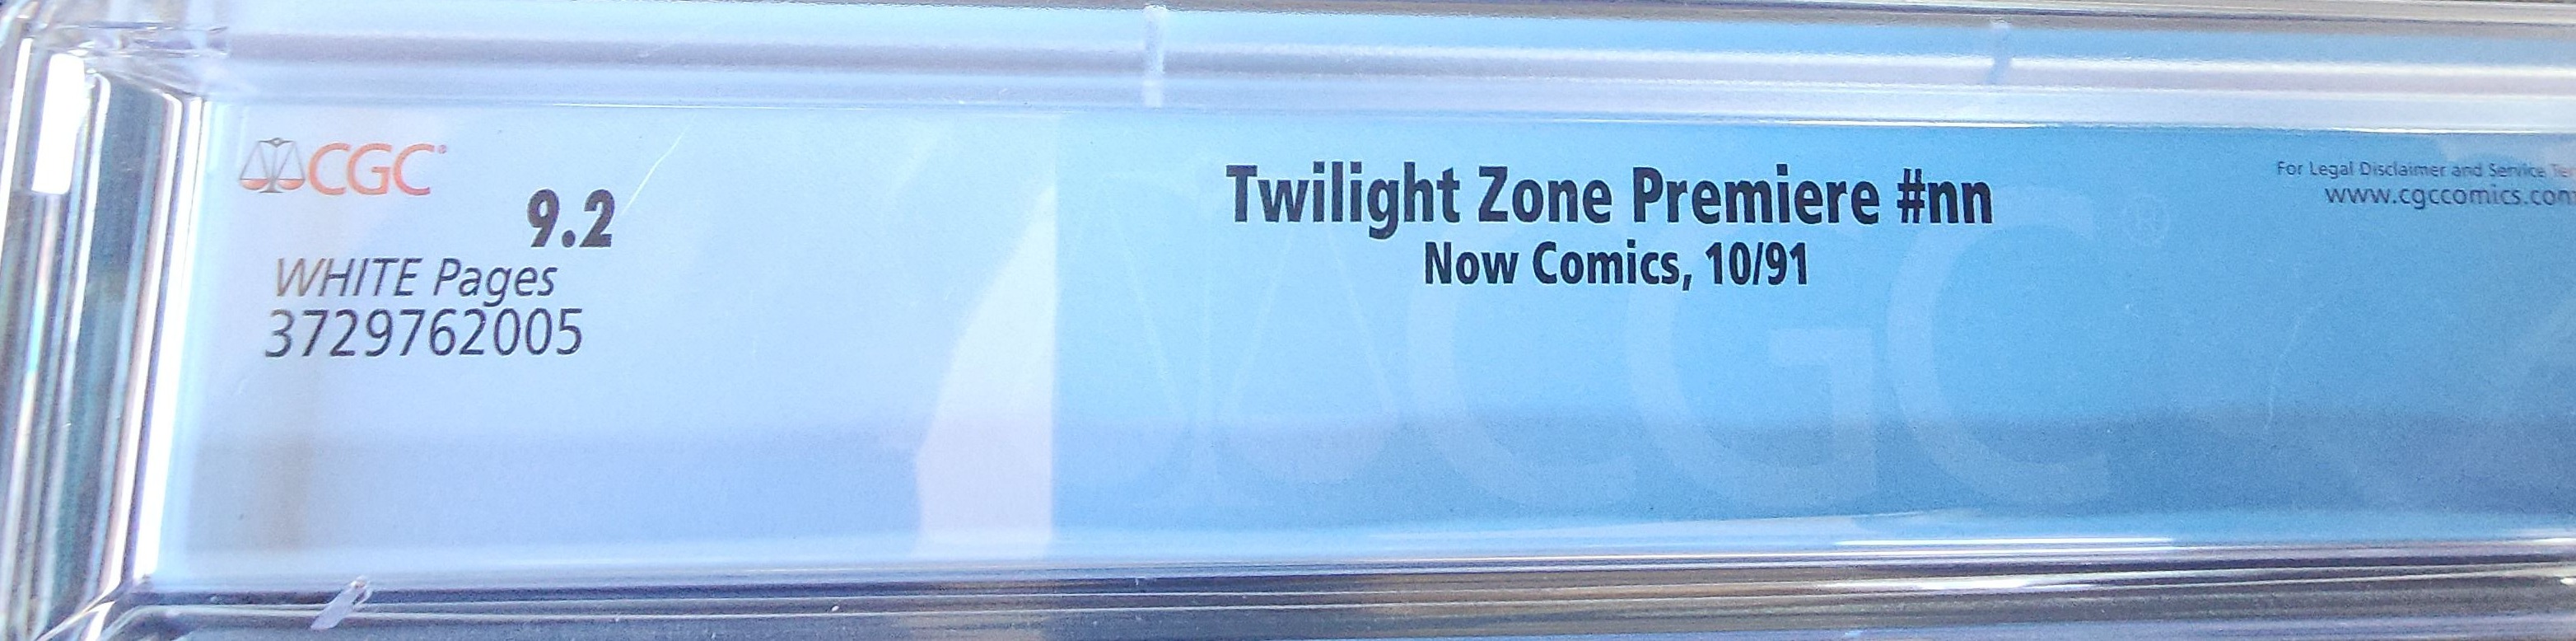 CGC
9.2
WHITE Pages
3729762005
Twilight Zone Premiere #nn
Now Comics, 10/91
For Legal Disclaimer and Service
www.cgccomics.com
CGC®